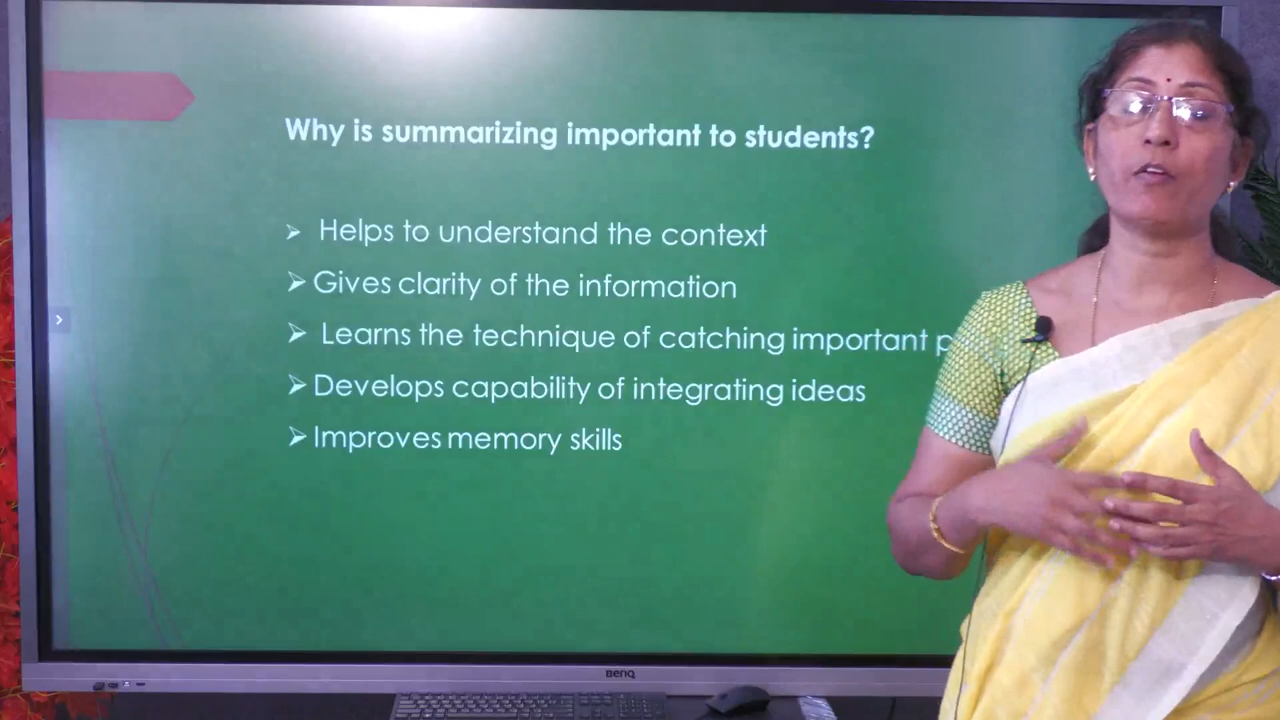 Why is summarizing important to students?
➢ Helps to understand the context
➢ Gives clarity of the information
➢ Learns the technique of catching important
➢ Develops capability of integrating ideas
➢ Improves memory skills
BenQ